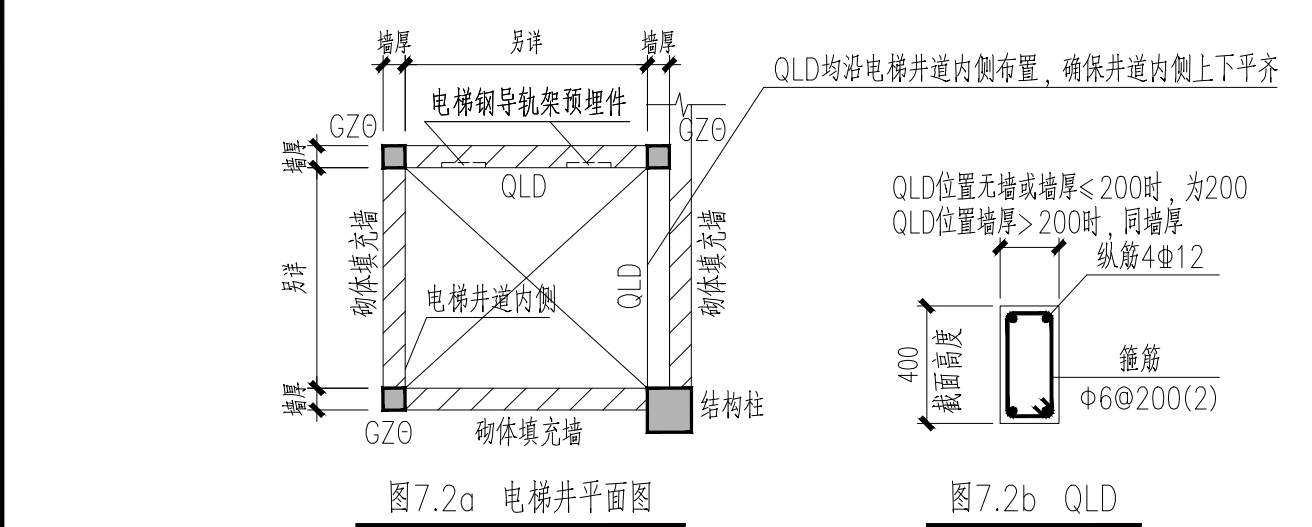 墙厚
另详
墙厚
QLD均沿电梯井道内侧布置，确保井道内侧上下平齐
电梯钢导轨架预埋件
GZ0
GZ0
墙厚
QLD
QLD位置无墙或墙厚≤200时，为200
QLD位置墙厚>200时，同墙厚
砌体填充墙
砌体填充墙
另详
QLD
纵筋4Φ12
电梯井道内侧
400
截面高度
箍筋
Φ6@200(2)
墙厚
结构柱
GZ0
砌体填充墙
图7.2a 电梯井平面图
图7.2b QLD